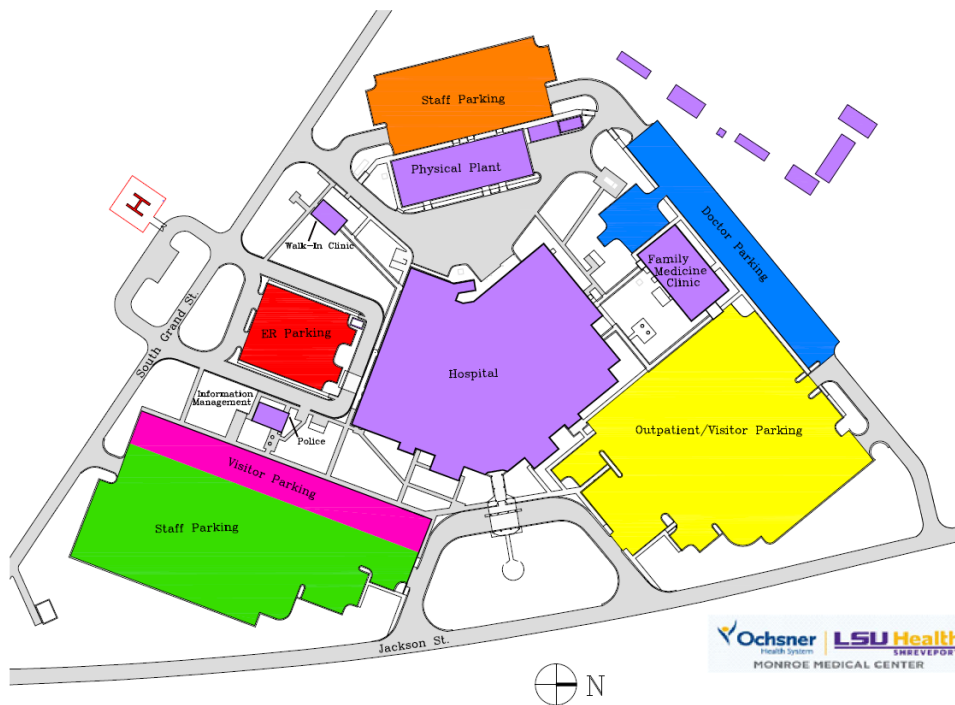 Staff Parking
Physical Plant
H
Walk-In Clinic
Doctor Parking
Family
Medicine
Clinic
South Grand St.
ER Parking
Hospital
Information
Management
Police
Outpatient/Visitor Parking
Visitor Parking
Staff Parking
Jackson St.
Ochsner
Health System
LSU Health
SHREVEPORT
MONROE MEDICAL CENTER
N